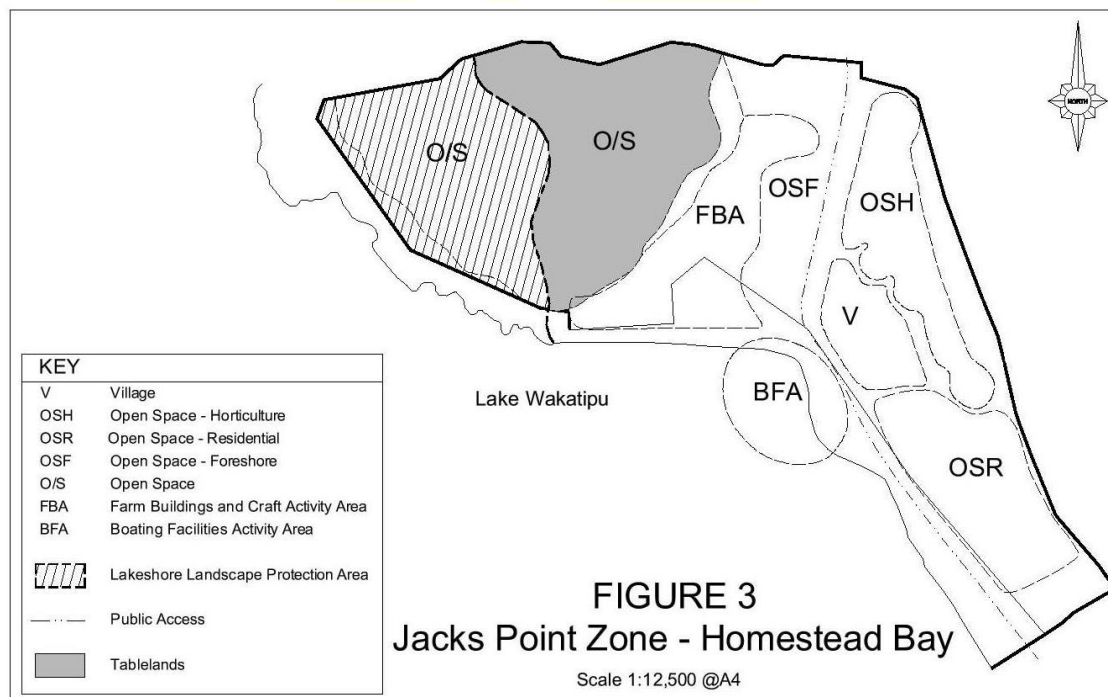 NORTH
O/S
O/S
OSF
OSH
FBA
V
BFA
OSR
Lake Wakatipu
KEY
V Village
OSH Open Space - Horticulture
OSR Open Space - Residential
OSF Open Space - Foreshore
O/S Open Space
FBA Farm Buildings and Craft Activity Area
BFA Boating Facilities Activity Area
Lakeshore Landscape Protection Area
Public Access
Tablelands
FIGURE 3
Jacks Point Zone - Homestead Bay
Scale 1:12,500 @A4